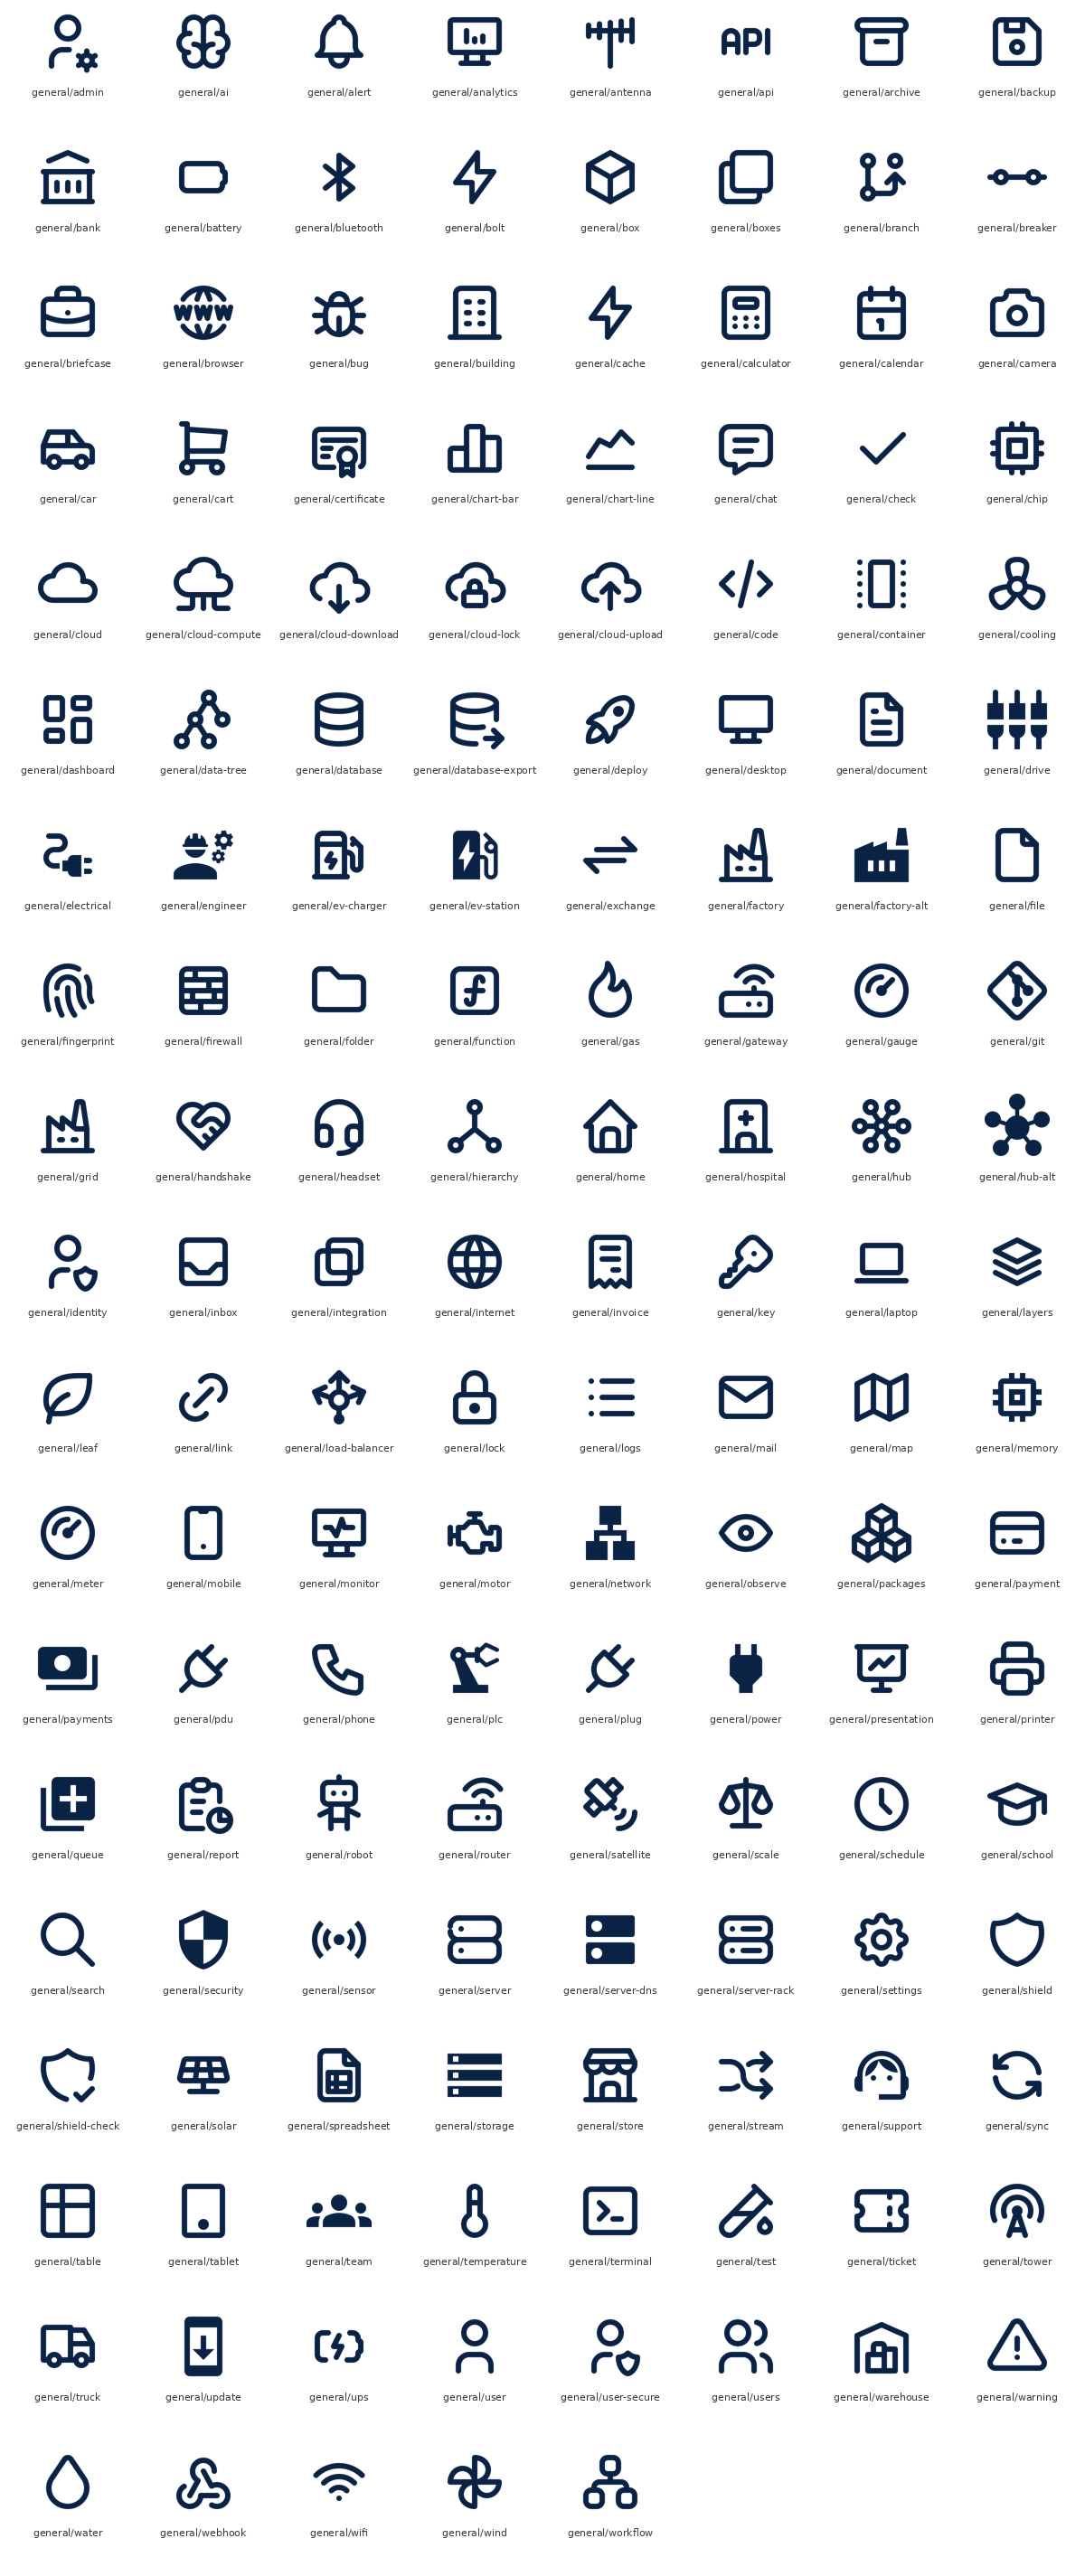 API
general/admin general/ai general/alert general/analytics general/antenna general/api general/archive general/backup
general/bank general/battery general/bluetooth general/bolt general/box general/boxes general/branch general/breaker
WWW
1
general/briefcase general/browser general/bug general/building general/cache general/calculator general/calendar general/camera
general/car general/cart general/certificate general/chart-bar general/chart-line general/chat general/check general/chip
general/cloud general/cloud-compute general/cloud-download general/cloud-lock general/cloud-upload general/code general/container general/cooling
general/dashboard general/data-tree general/database general/database-export general/deploy general/desktop general/document general/drive
general/electrical general/engineer general/ev-charger general/ev-station general/exchange general/factory general/factory-alt general/file
general/fingerprint general/firewall general/folder general/function general/gas general/gateway general/gauge general/git
general/grid general/handshake general/headset general/hierarchy general/home general/hospital general/hub general/hub-alt
general/identity general/inbox general/integration general/internet general/invoice general/key general/laptop general/layers
general/leaf general/link general/load-balancer general/lock general/logs general/mail general/map general/memory
general/meter general/mobile general/monitor general/motor general/network general/observe general/packages general/payment
general/payments general/pdu general/phone general/plc general/plug general/power general/presentation general/printer
general/queue general/report general/robot general/router general/satellite general/scale general/schedule general/school
general/search general/security general/sensor general/server general/server-dns general/server-rack general/settings general/shield
general/shield-check general/solar general/spreadsheet general/storage general/store general/stream general/support general/sync
general/table general/tablet general/team general/temperature general/terminal general/test general/ticket general/tower
general/truck general/update general/ups general/user general/user-secure general/users general/warehouse general/warning
general/water general/webhook general/wifi general/wind general/workflow